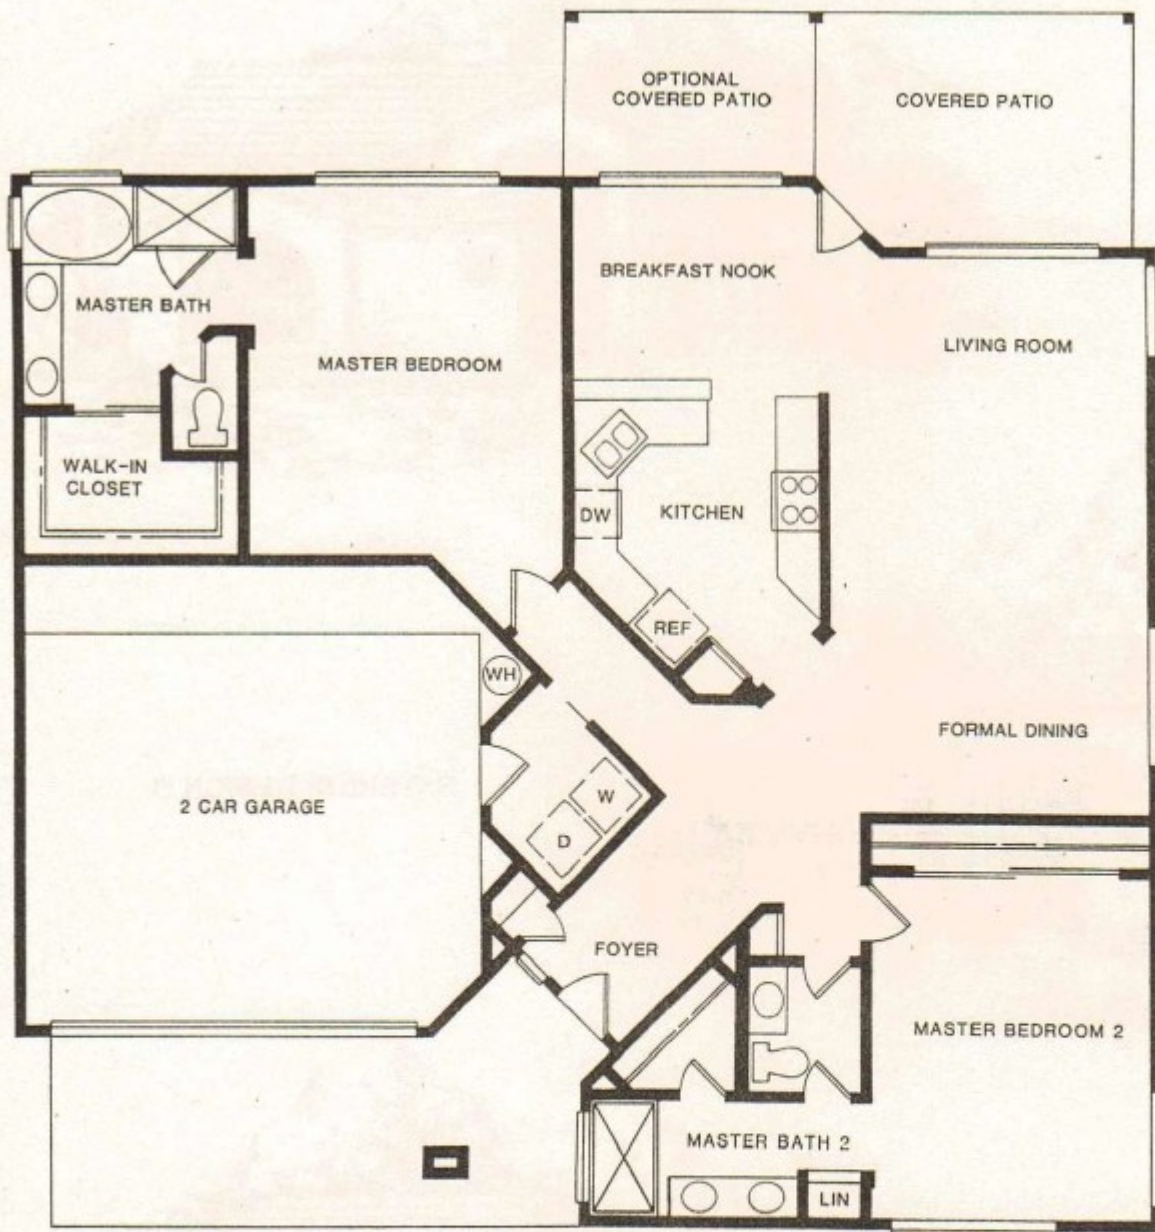 OPTIONAL
COVERED PATIO
COVERED PATIO
BREAKFAST NOOK
MASTER BATH
LIVING ROOM
MASTER BEDROOM
WALK-IN
CLOSET
DW
KITCHEN
REF
WH
FORMAL DINING
2 CAR GARAGE
W
D
FOYER
MASTER BEDROOM 2
MASTER BATH 2
LIN